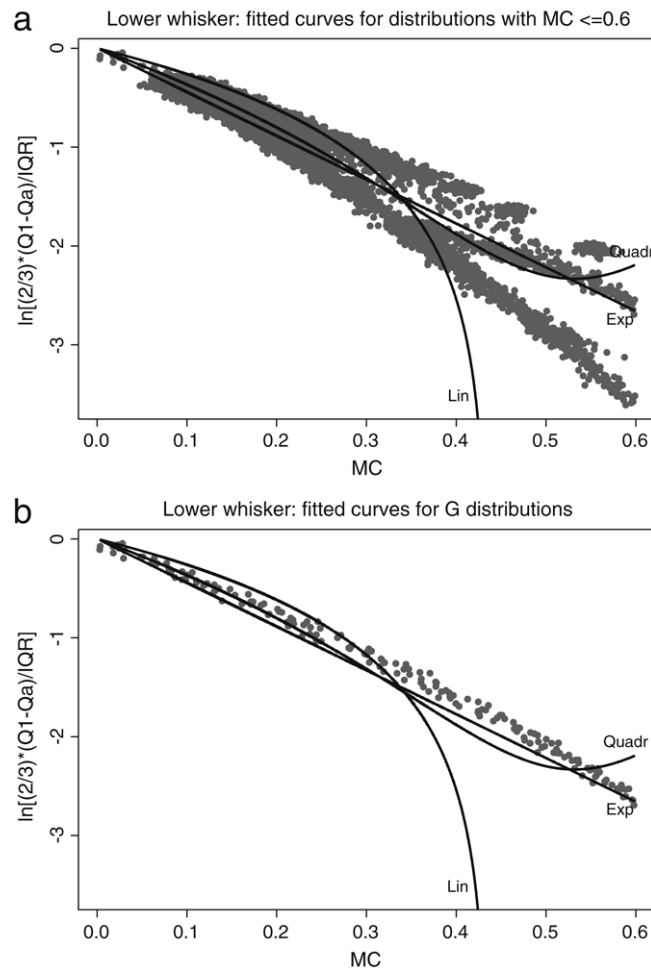 a
Lower whisker: fitted curves for distributions with MC <=0.6
ln[(2/3)*(Q1-Qa)/IQR]
0
-1
-2
-3
Quadr
Exp
Lin
0.0 0.1 0.2 0.3 0.4 0.5 0.6
MC
b
Lower whisker: fitted curves for G distributions
ln[(2/3)*(Q1-Qa)/IQR]
0
-1
-2
-3
Quadr
Exp
Lin
0.0 0.1 0.2 0.3 0.4 0.5 0.6
MC